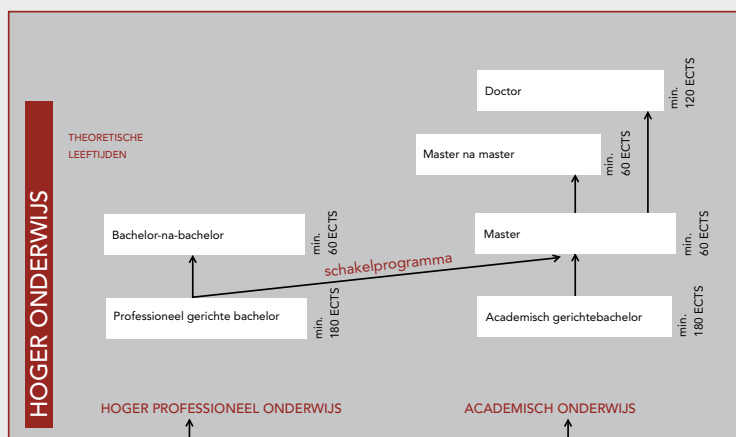 Doctor
min.
120 ECTS
THEORETISCHE
LEEFTIJDEN
Master na master
min.
60 ECTS
Bachelor-na-bachelor
min.
60 ECTS
Master
min.
60 ECTS
schakelprogramma
Professioneel gerichte bachelor
min.
180 ECTS
Academisch gerichtebachelor
min.
180 ECTS
HOGER ONDERWIJS
HOGER PROFESSIONEEL ONDERWIJS
ACADEMISCH ONDERWIJS